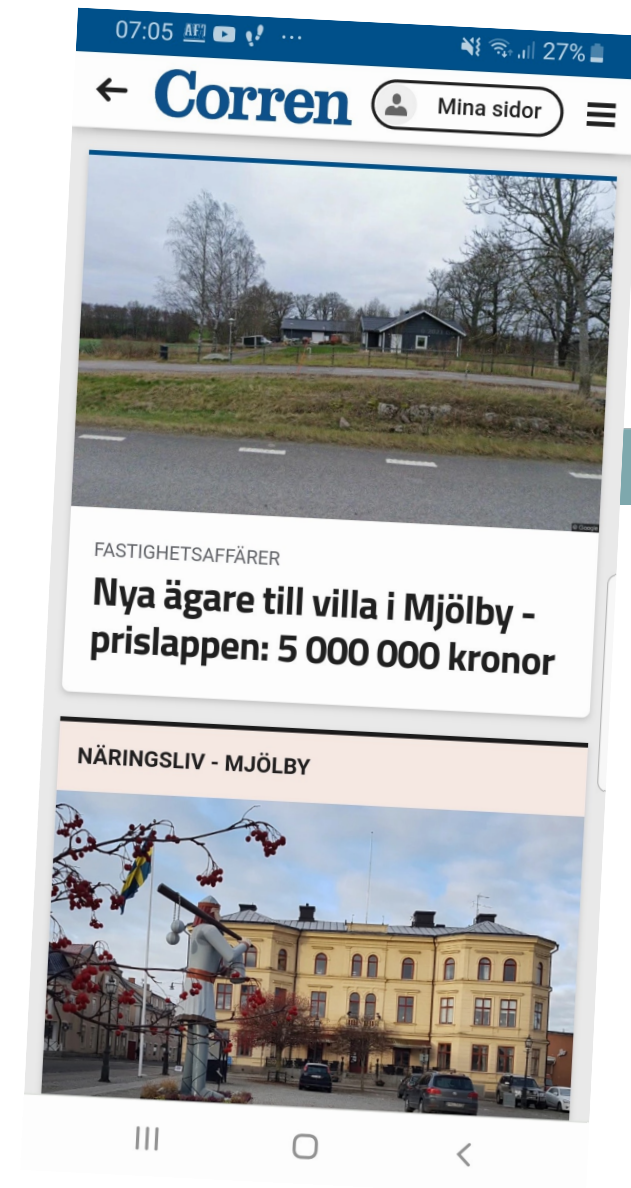 07:05 27%
Corren Mina sidor
© Google
FASTIGHETSAFFÄRER
Nya ägare till villa i Mjölby -
prislappen: 5 000 000 kronor
NÄRINGSLIV - MJÖLBY